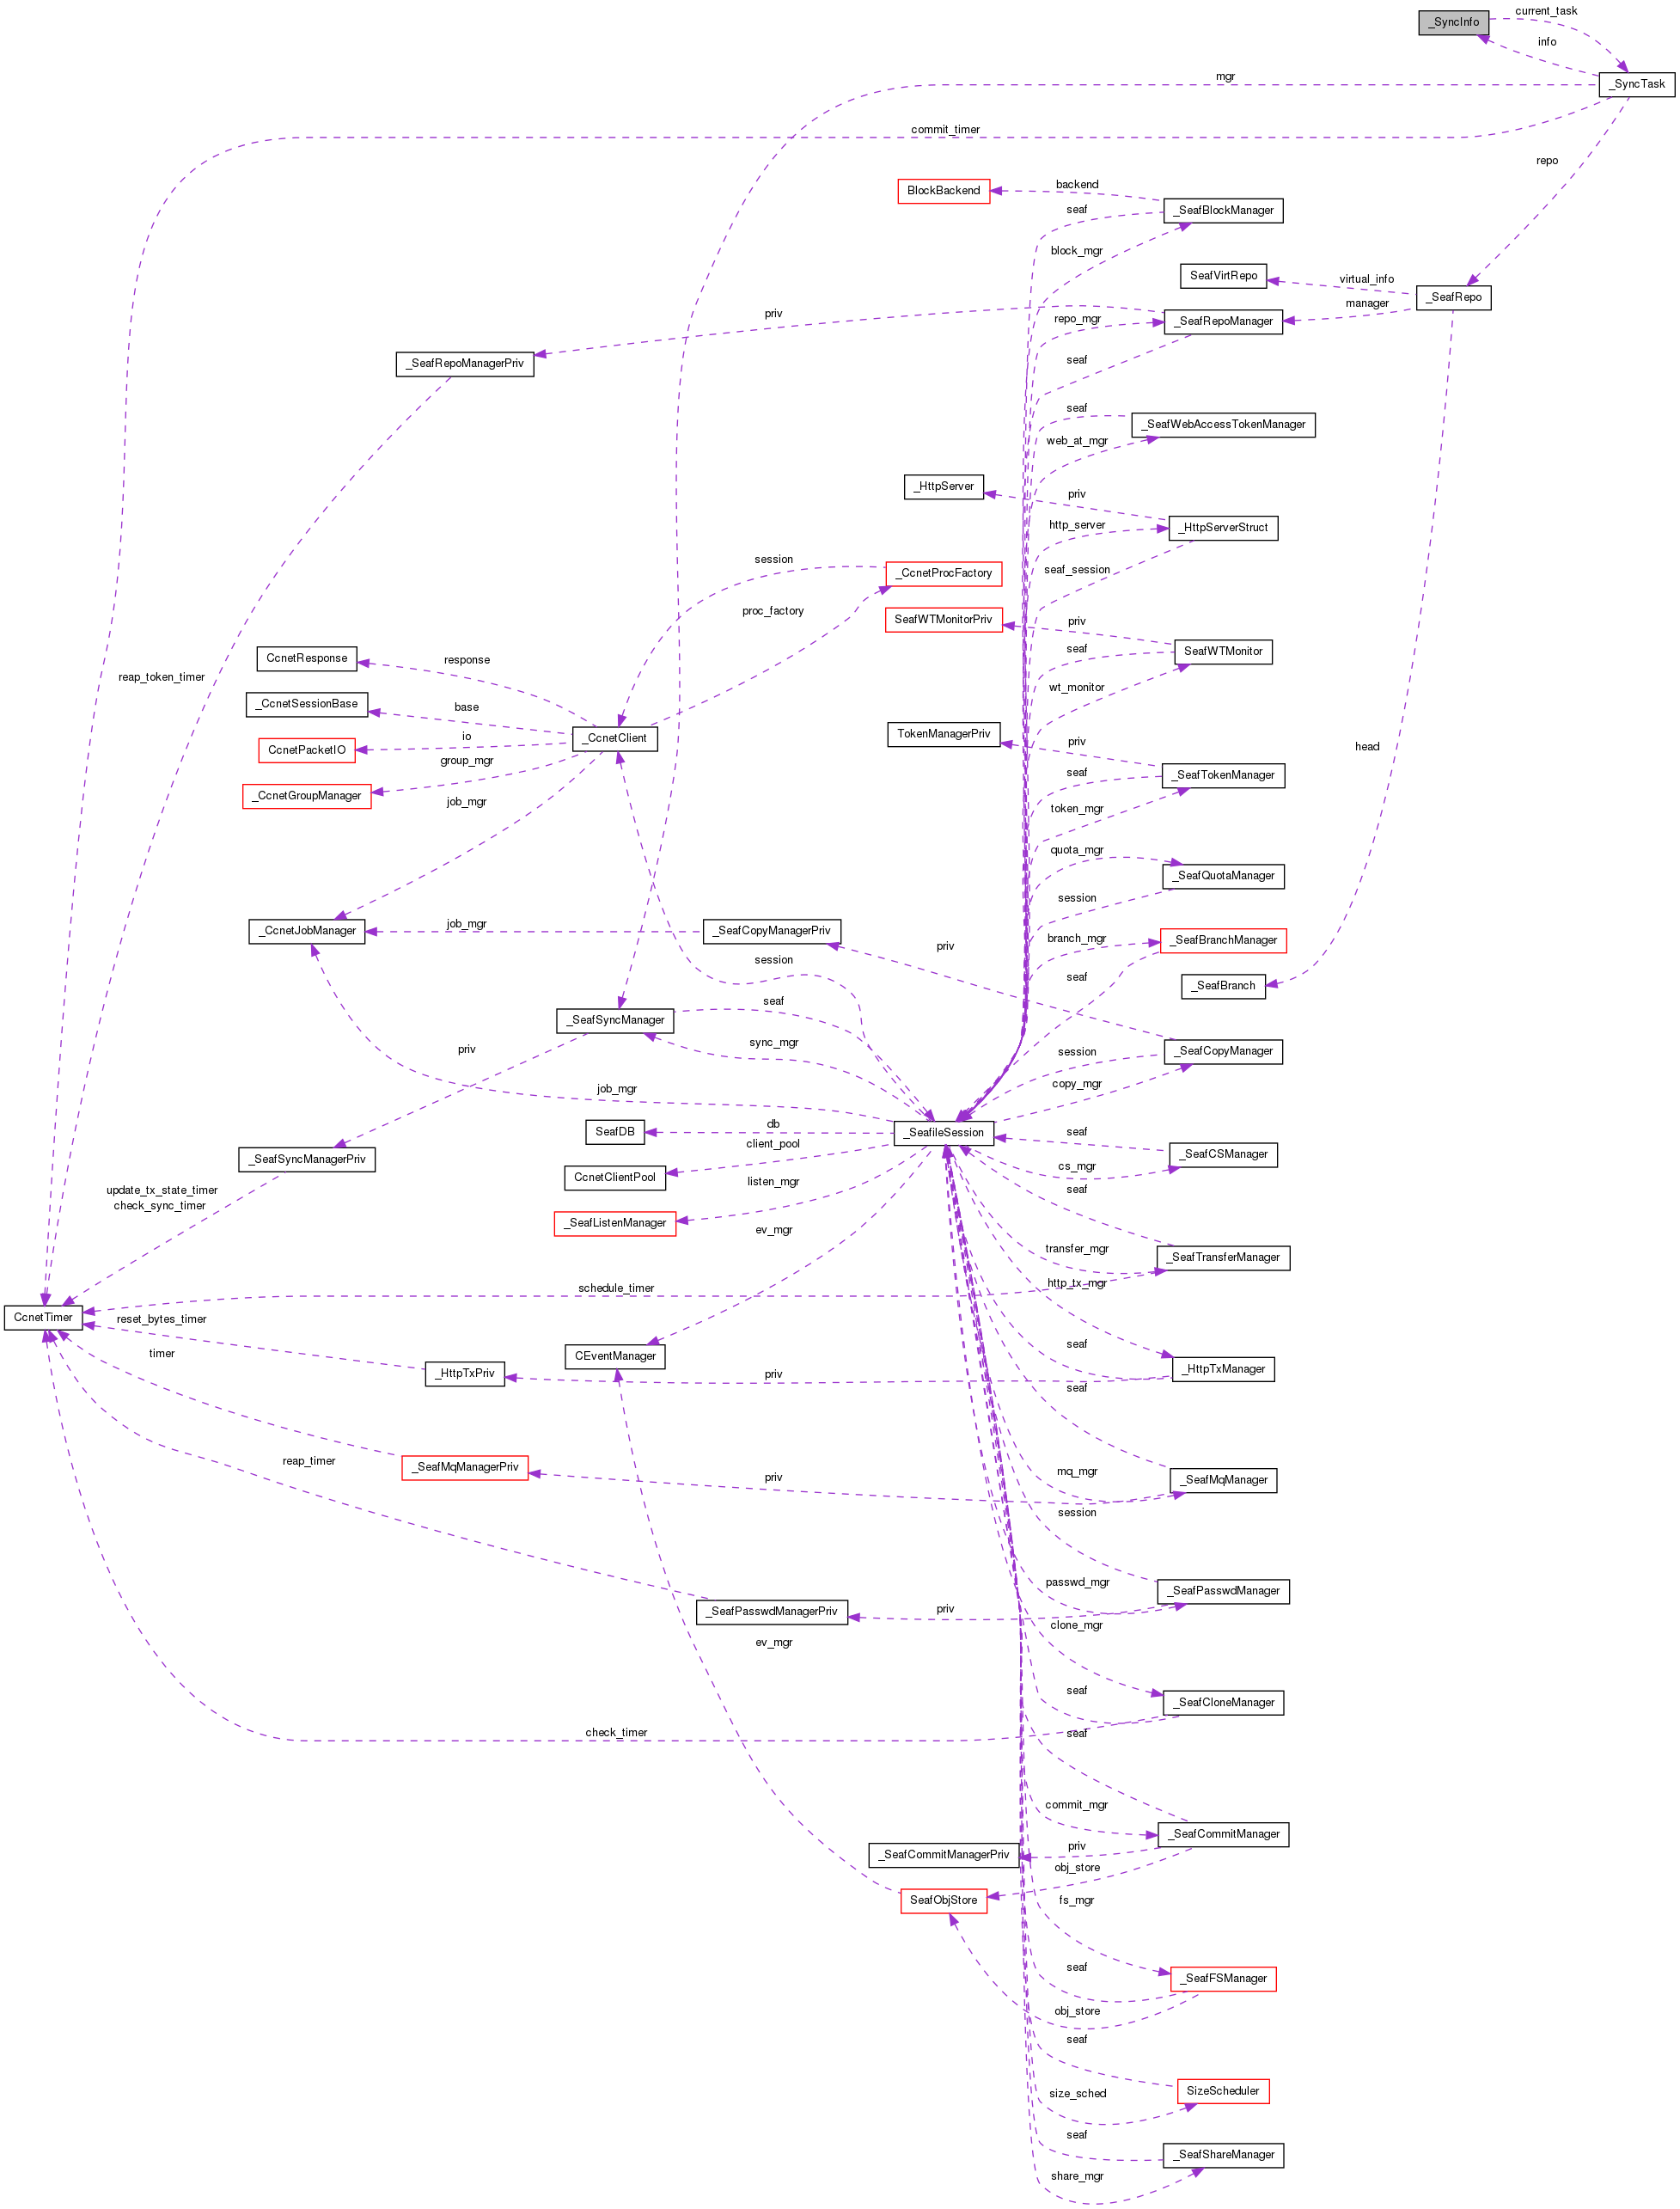 _SyncInfo
current_task
info
_SyncTask
mgr
commit_timer
repo
BlockBackend
backend
_SeafBlockManager
seaf
block_mgr
SeafVirtRepo
virtual_info
_SeafRepo
manager
priv
repo_mgr
_SeafRepoManager
_SeafRepoManagerPriv
seaf
seaf
_SeafWebAccessTokenManager
web_at_mgr
_HttpServer
priv
http_server
_HttpServerStruct
session
_CcnetProcFactory
seaf_session
proc_factory
SeafWTMonitorPriv
priv
CcnetResponse
response
seaf
SeafWTMonitor
reap_token_timer
_CcnetSessionBase
base
wt_monitor
CcnetPacketIO
io
_CcnetClient
TokenManagerPriv
priv
head
group_mgr
seaf
_SeafTokenManager
_CcnetGroupManager
job_mgr
token_mgr
quota_mgr
_SeafQuotaManager
session
_CcnetJobManager
job_mgr
_SeafCopyManagerPriv
priv
branch_mgr
_SeafBranchManager
session
seaf
_SeafBranch
_SeafSyncManager
seaf
priv
sync_mgr
session
_SeafCopyManager
job_mgr
copy_mgr
SeafDB
db
_SeafileSession
seaf
client_pool
_SeafSyncManagerPriv
CcnetClientPool
cs_mgr
_SeafCSManager
update_tx_state_timer
check_sync_timer
listen_mgr
seaf
_SeafListenManager
ev_mgr
transfer_mgr
_SeafTransferManager
schedule_timer
http_tx_mgr
CcnetTimer
reset_bytes_timer
timer
CEventManager
seaf
_HttpTxPriv
priv
_HttpTxManager
seaf
reap_timer
_SeafMqManagerPriv
priv
mq_mgr
_SeafMqManager
session
passwd_mgr
_SeafPasswdManager
_SeafPasswdManagerPriv
priv
clone_mgr
ev_mgr
seaf
_SeafCloneManager
check_timer
seaf
commit_mgr
_SeafCommitManager
_SeafCommitManagerPriv
priv
obj_store
SeafObjStore
fs_mgr
seaf
_SeafFSManager
obj_store
seaf
size_sched
SizeScheduler
seaf
_SeafShareManager
share_mgr